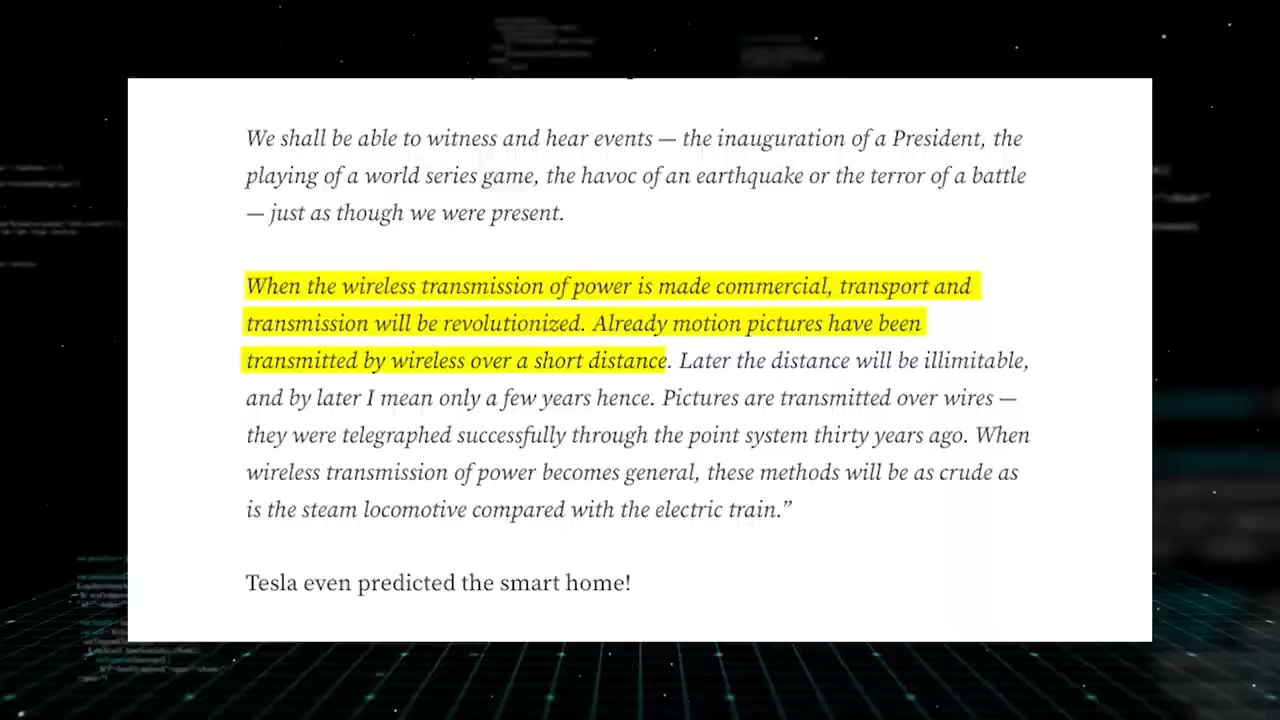 We shall be able to witness and hear events — the inauguration of a President, the
playing of a world series game, the havoc of an earthquake or the terror of a battle
— just as though we were present.
When the wireless transmission of power is made commercial, transport and
transmission will be revolutionized. Already motion pictures have been
transmitted by wireless over a short distance. Later the distance will be illimitable,
and by later I mean only a few years hence. Pictures are transmitted over wires —
they were telegraphed successfully through the point system thirty years ago. When
wireless transmission of power becomes general, these methods will be as crude as
is the steam locomotive compared with the electric train.”
Tesla even predicted the smart home!